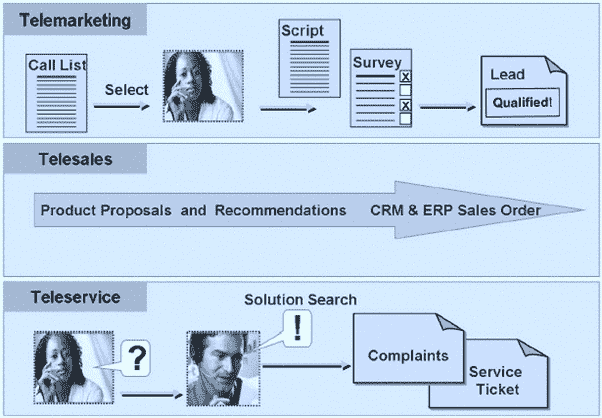 Telemarketing
Call List
Select
Script
Survey
X
X
Lead
Qualified!
Telesales
Product Proposals and Recommendations CRM & ERP Sales Order
Teleservice
?
Solution Search
!
Complaints
Service
Ticket